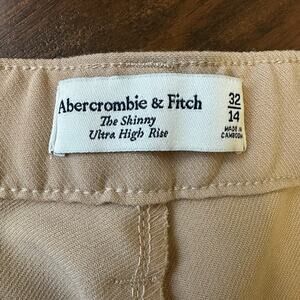 Abercrombie & Fitch
The Skinny
Ultra High Rise
32
14
MADE IN
CAMBODIA